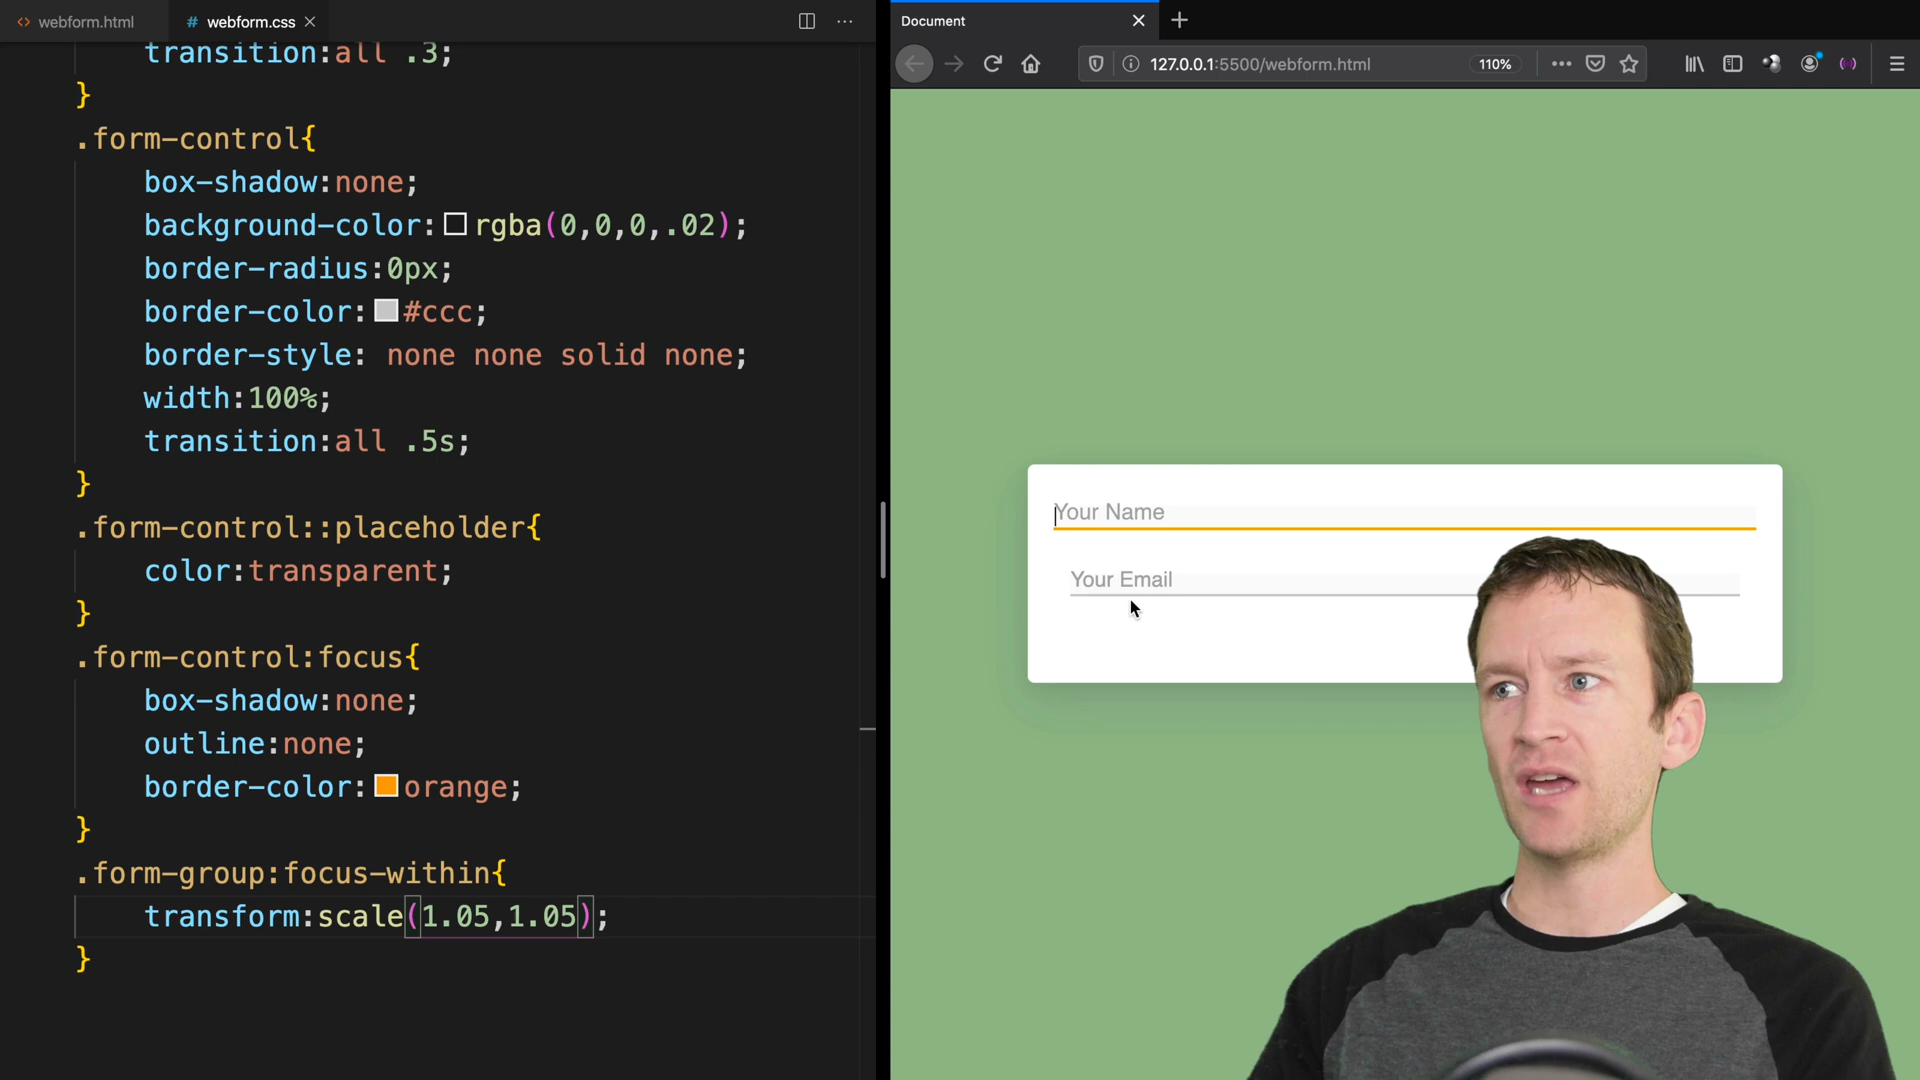 webform.html
# webform.css
transition:all .3;
}
.form-control{
box-shadow:none;
background-color:rgba(0,0,0,.02);
border-radius:0px;
border-color:#ccc;
border-style: none none solid none;
width:100%;
transition:all .5s;
}
.form-control::placeholder{
color:transparent;
}
.form-control:focus{
box-shadow:none;
outline:none;
border-color:orange;
}
.form-group:focus-within{
transform:scale(1.05,1.05);
}
Document
127.0.0.1:5500/webform.html
110%
Your Name
Your Email